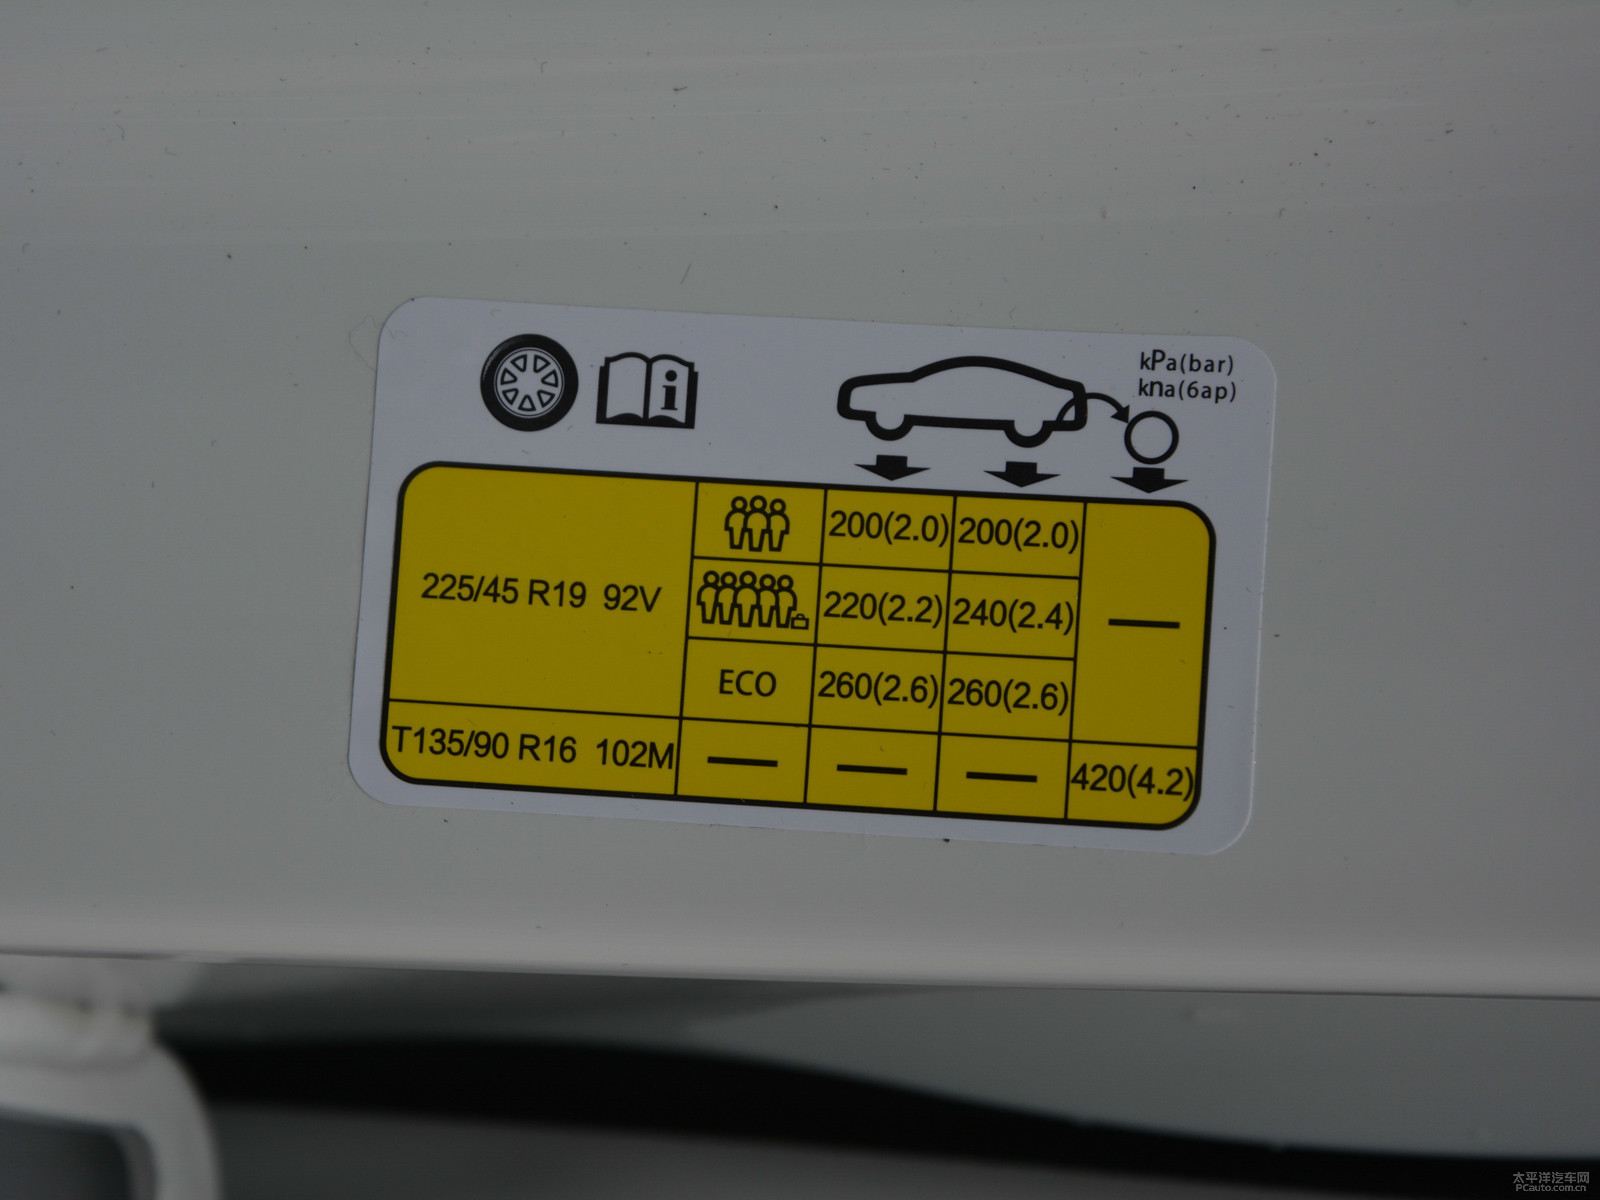 kPa(bar)
kпa(6ap)
225/45 R19 92V
200(2.0) 200(2.0)
220(2.2) 240(2.4)
ECO 260(2.6) 260(2.6)
T135/90 R16 102M
420(4.2)
太平洋汽车网
PCauto.com.cn